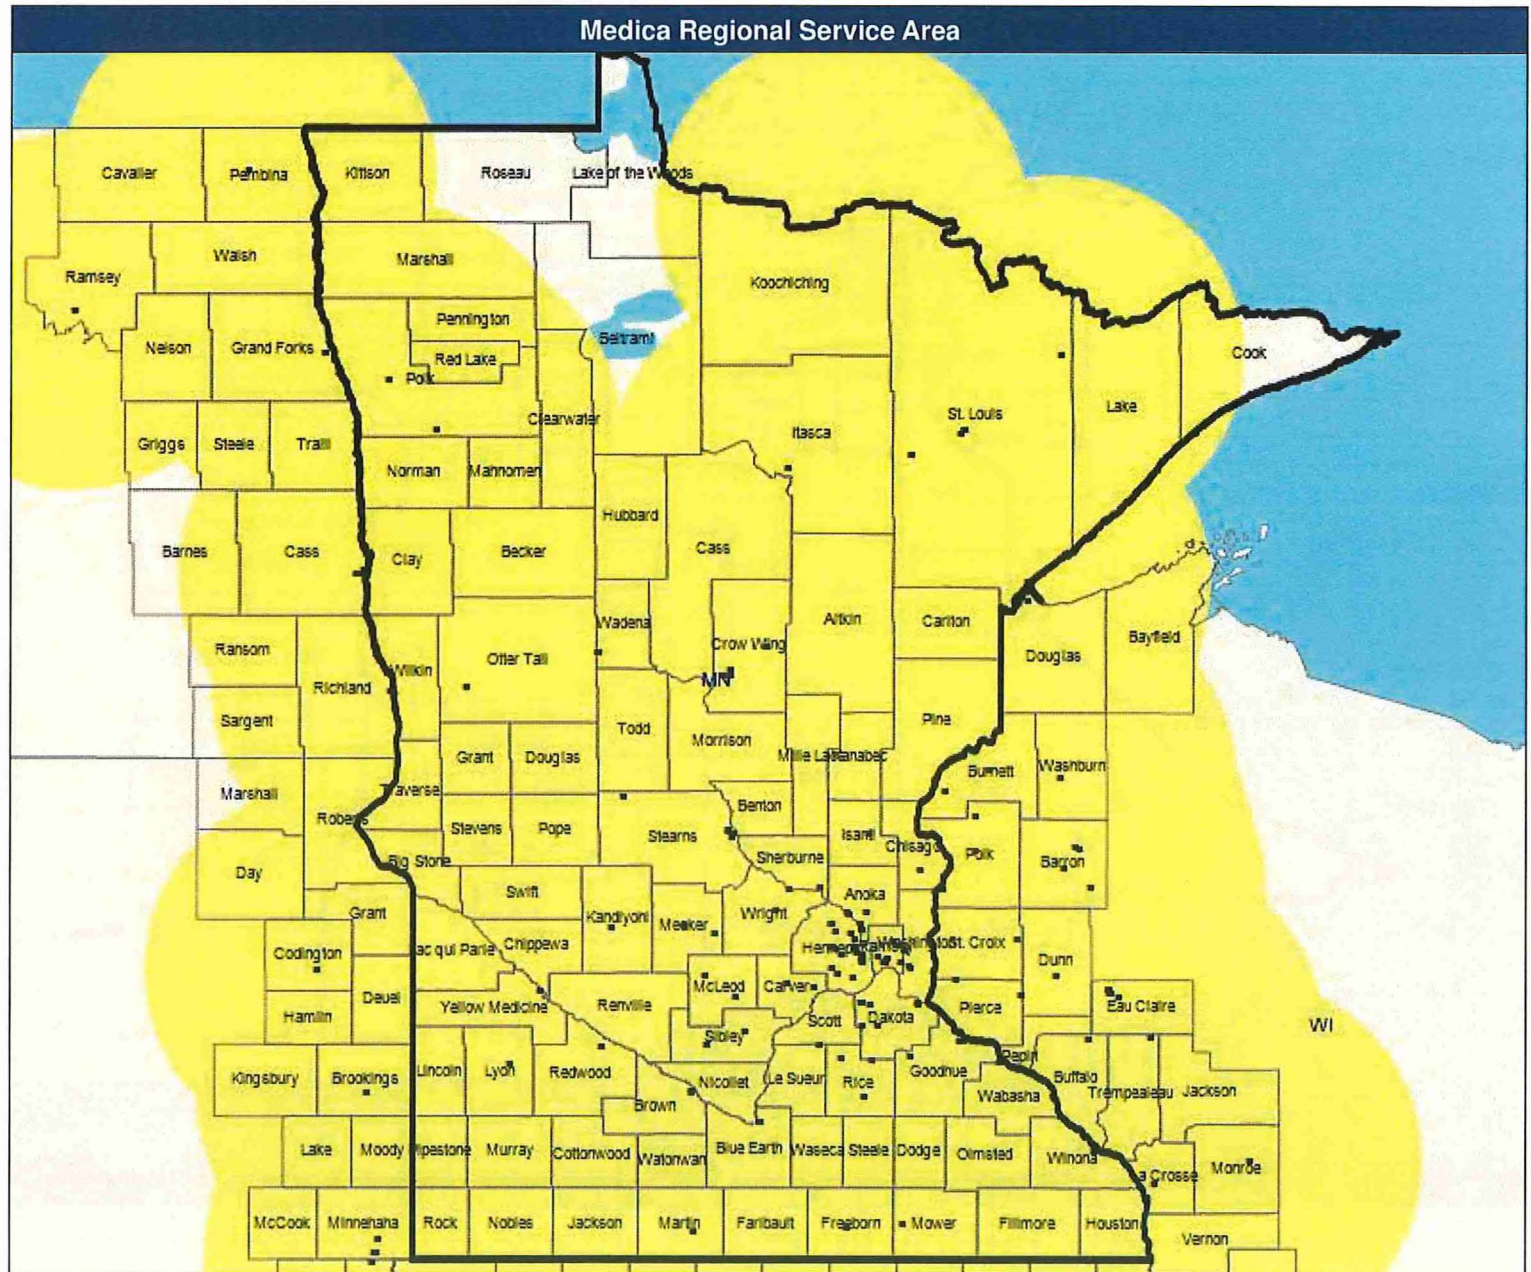 Medica Regional Service Area
Cavalier
Pembina
Kittson
Roseau
Lake of the Woods
Walsh
Marshall
Ramsey
Koochiching
Pennington
Nelson
Grand Forks
Red Lake
Beltrami
Cook
Polk
Clearwater
Lake
St. Louis
Itasca
Griggs
Steele
Traill
Norman
Mahnomen
Hubbard
Barnes
Cass
Clay
Becker
Cass
Wadena
Aitkin
Carlton
Bayfield
Ransom
Otter Tail
Crow Wing
Douglas
Wilkin
Richland
MN
Sargent
Todd
Morrison
Pine
Grant
Douglas
Mille Lacs
Kanabec
Burnett
Washburn
Marshall
Traverse
Roberts
Stevens
Pope
Stearns
Benton
Isanti
Chisago
Polk
Barron
Sherburne
Big Stone
Day
Swift
Anoka
Grant
Kandiyohi
Meeker
Wright
Codington
Lac qui Parle
Chippewa
Hennepin
Ramsey
Washington
St. Croix
Dunn
Deuel
McLeod
Carver
Hamlin
Yellow Medicine
Renville
Scott
Dakota
Pierce
Eau Claire
WI
Sibley
Pepin
Kingsbury
Brookings
Lincoln
Lyon
Redwood
Nicollet
Le Sueur
Rice
Goodhue
Buffalo
Trempealeau
Jackson
Brown
Wabasha
Lake
Moody
Pipestone
Murray
Cottonwood
Watonwan
Blue Earth
Waseca
Steele
Dodge
Olmsted
Winona
La Crosse
Monroe
McCook
Minnehaha
Rock
Nobles
Jackson
Martin
Faribault
Freeborn
Mower
Fillmore
Houston
Vernon